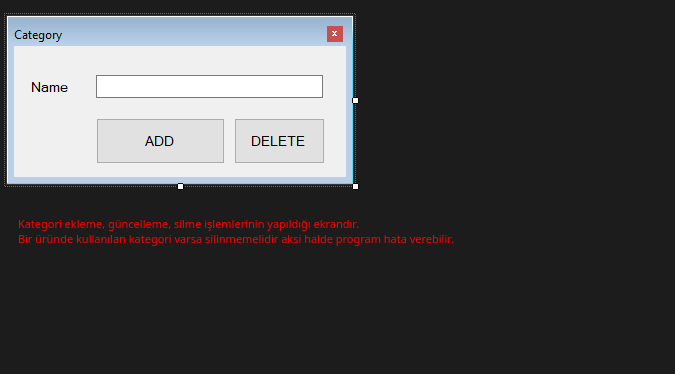 Category
x
Name
ADD
DELETE
Kategori ekleme, güncelleme, silme işlemlerinin yapıldığı ekrandır.
Bir üründe kullanılan kategori varsa silinmemelidir aksi halde program hata verebilir.